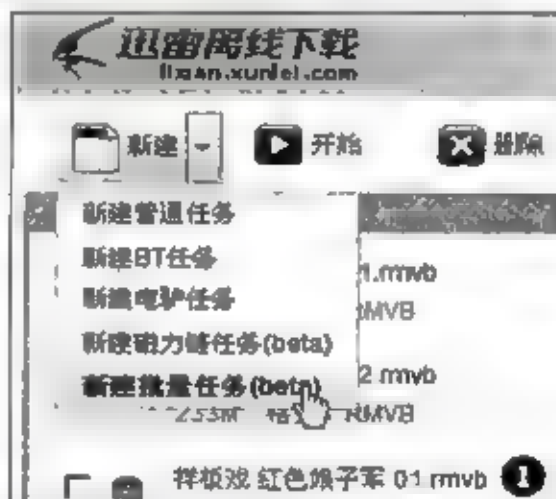 迅雷离线下载
lixian.xunlei.com
新建 开始 删除
新建普通任务
新建BT任务
1.rmvb
新建电驴任务
RMVB
新建磁力链任务(beta)
新建批量任务(beta)
2.rmvb
253M 格 RMVB
样板戏 红色娘子军 01 rmvb 1